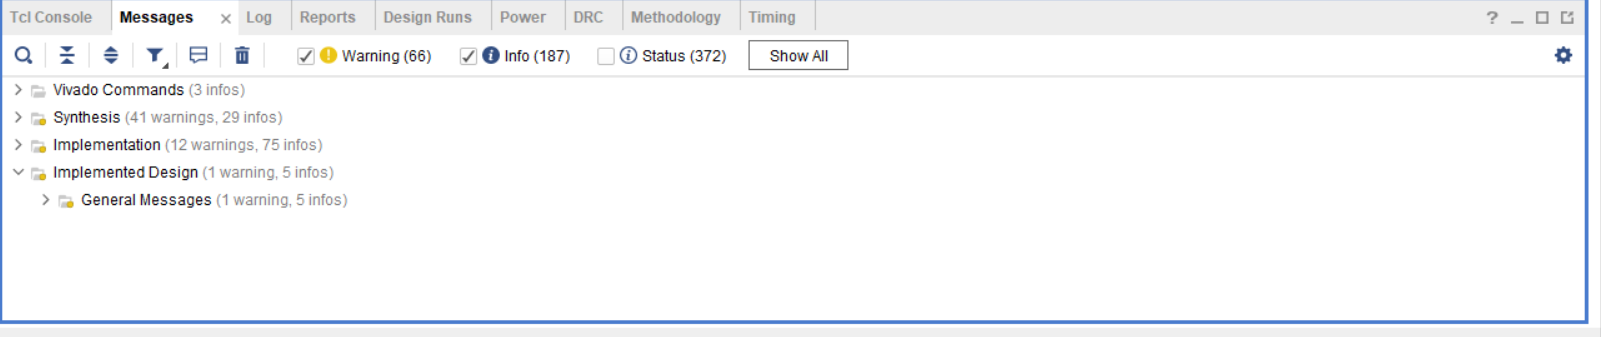 Tcl Console Messages × Log Reports Design Runs Power DRC Methodology Timing ?
Warning (66) Info (187) Status (372) Show All
Vivado Commands (3 infos)
Synthesis (41 warnings, 29 infos)
Implementation (12 warnings, 75 infos)
Implemented Design (1 warning, 5 infos)
General Messages (1 warning, 5 infos)